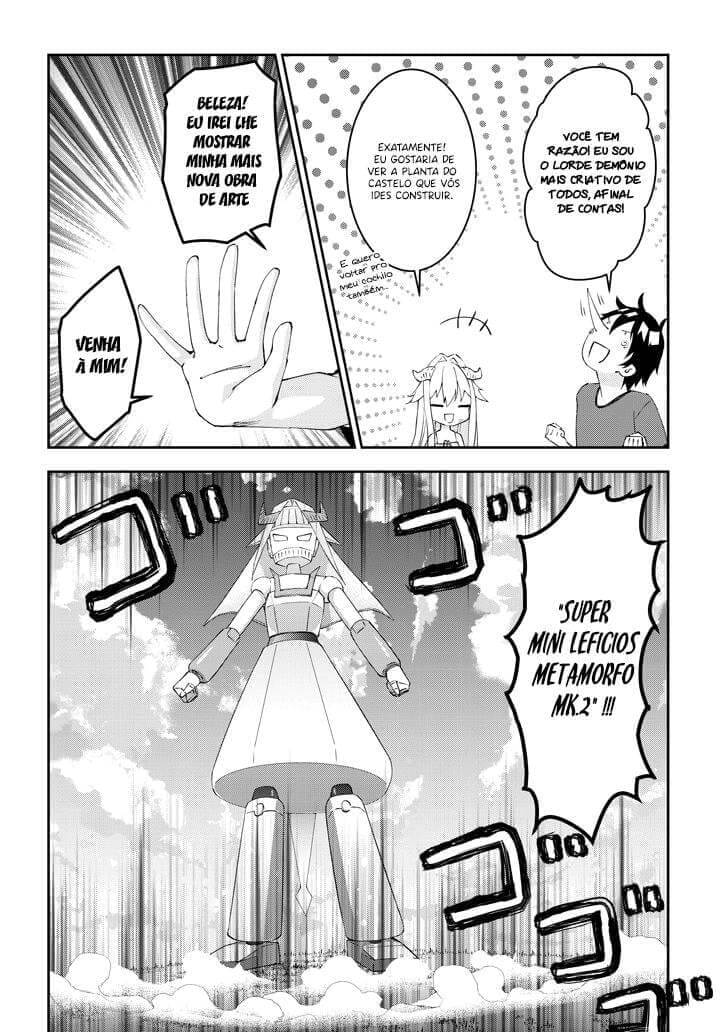 VOCÊ TEM
RAZÃO! EU SOU
O LORDE DEMÔNIO
MAIS CRIATIVO DE
TODOS, AFINAL
DE CONTAS!
EXATAMENTE!
EU GOSTARIA DE
VER A PLANTA DO
CASTELO QUE VÓS
IDES CONSTRUIR.
E quero
voltar pro
meu cochilo
também...
BELEZA!
EU IREI LHE
MOSTRAR
MINHA MAIS
NOVA OBRA
DE ARTE
VENHA
À MIM!
"SUPER
MINI LEFICIOS
METAMORFO
MK.2" !!!
ゴ
ゴ
ゴ
ゴ
ゴ
ゴ
ゴ